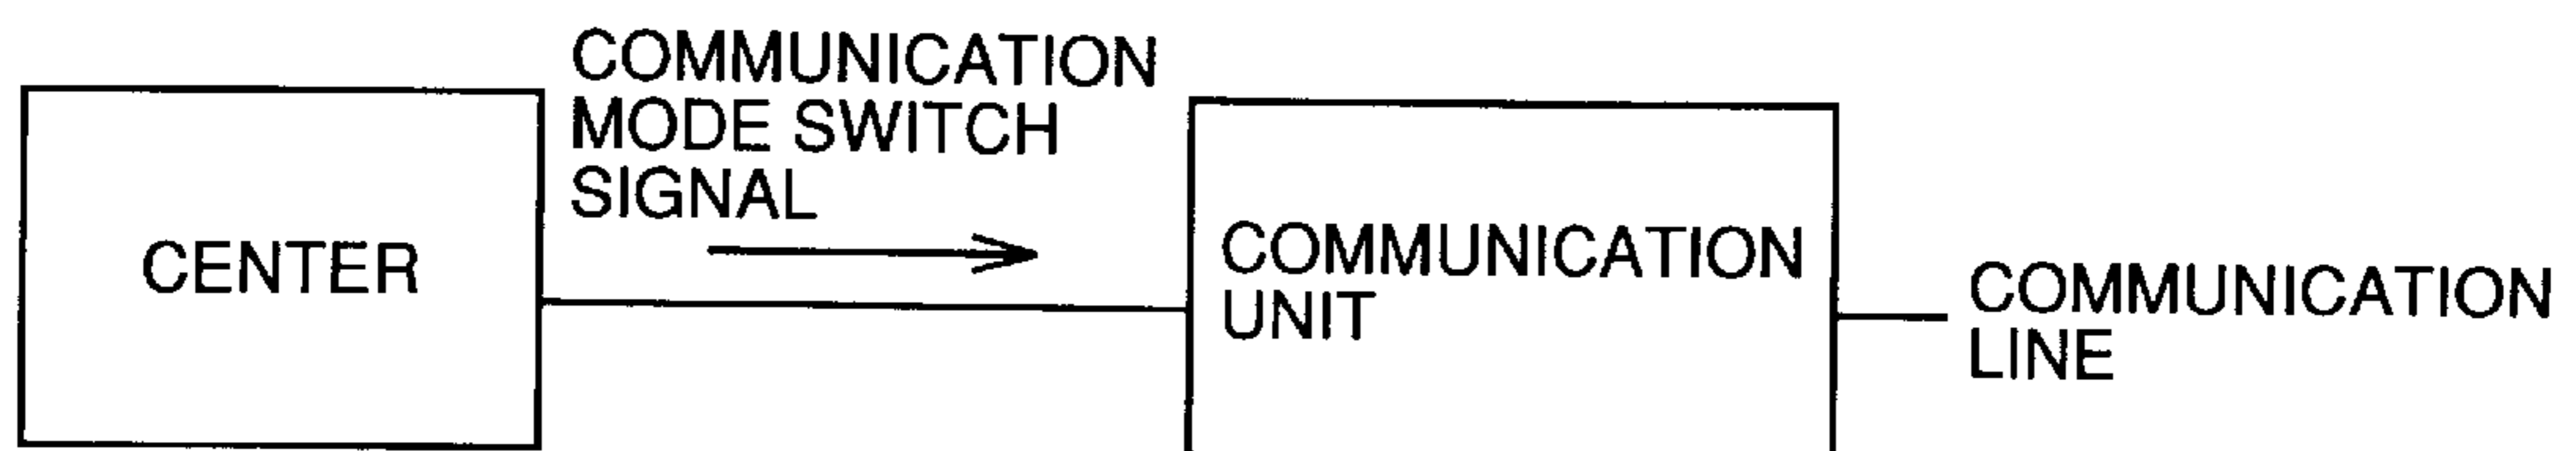 COMMUNICATION
MODE SWITCH
SIGNAL
CENTER
COMMUNICATION
UNIT
COMMUNICATION
LINE